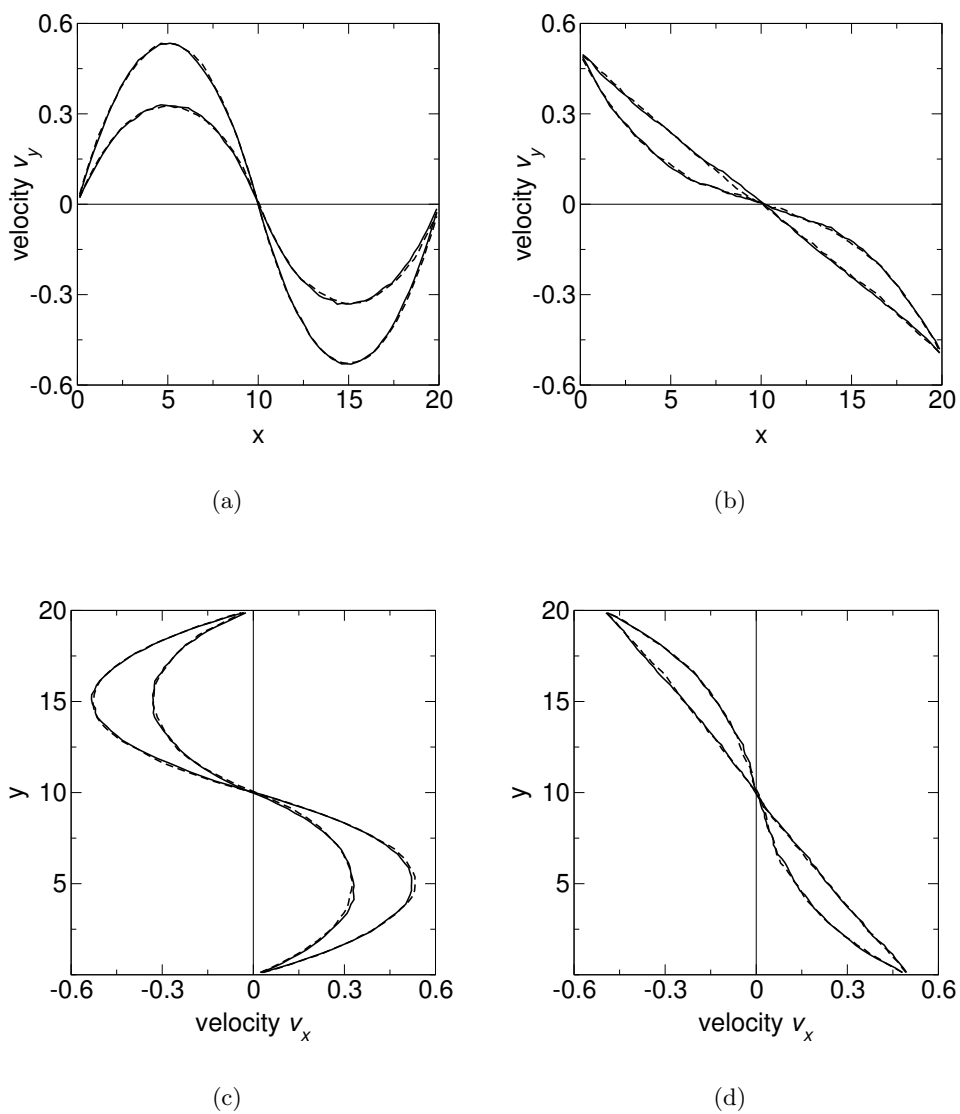 0.6 0.6
0.3 0.3
velocity v_y velocity v_y
0 0
-0.3 -0.3
-0.6 -0.6
0 5 10 15 20 0 5 10 15 20
x x
(a) (b)
20 20
15 15
y 10 y 10
5 5
-0.6 -0.3 0 0.3 0.6 -0.6 -0.3 0 0.3 0.6
velocity v_x velocity v_x
(c) (d)